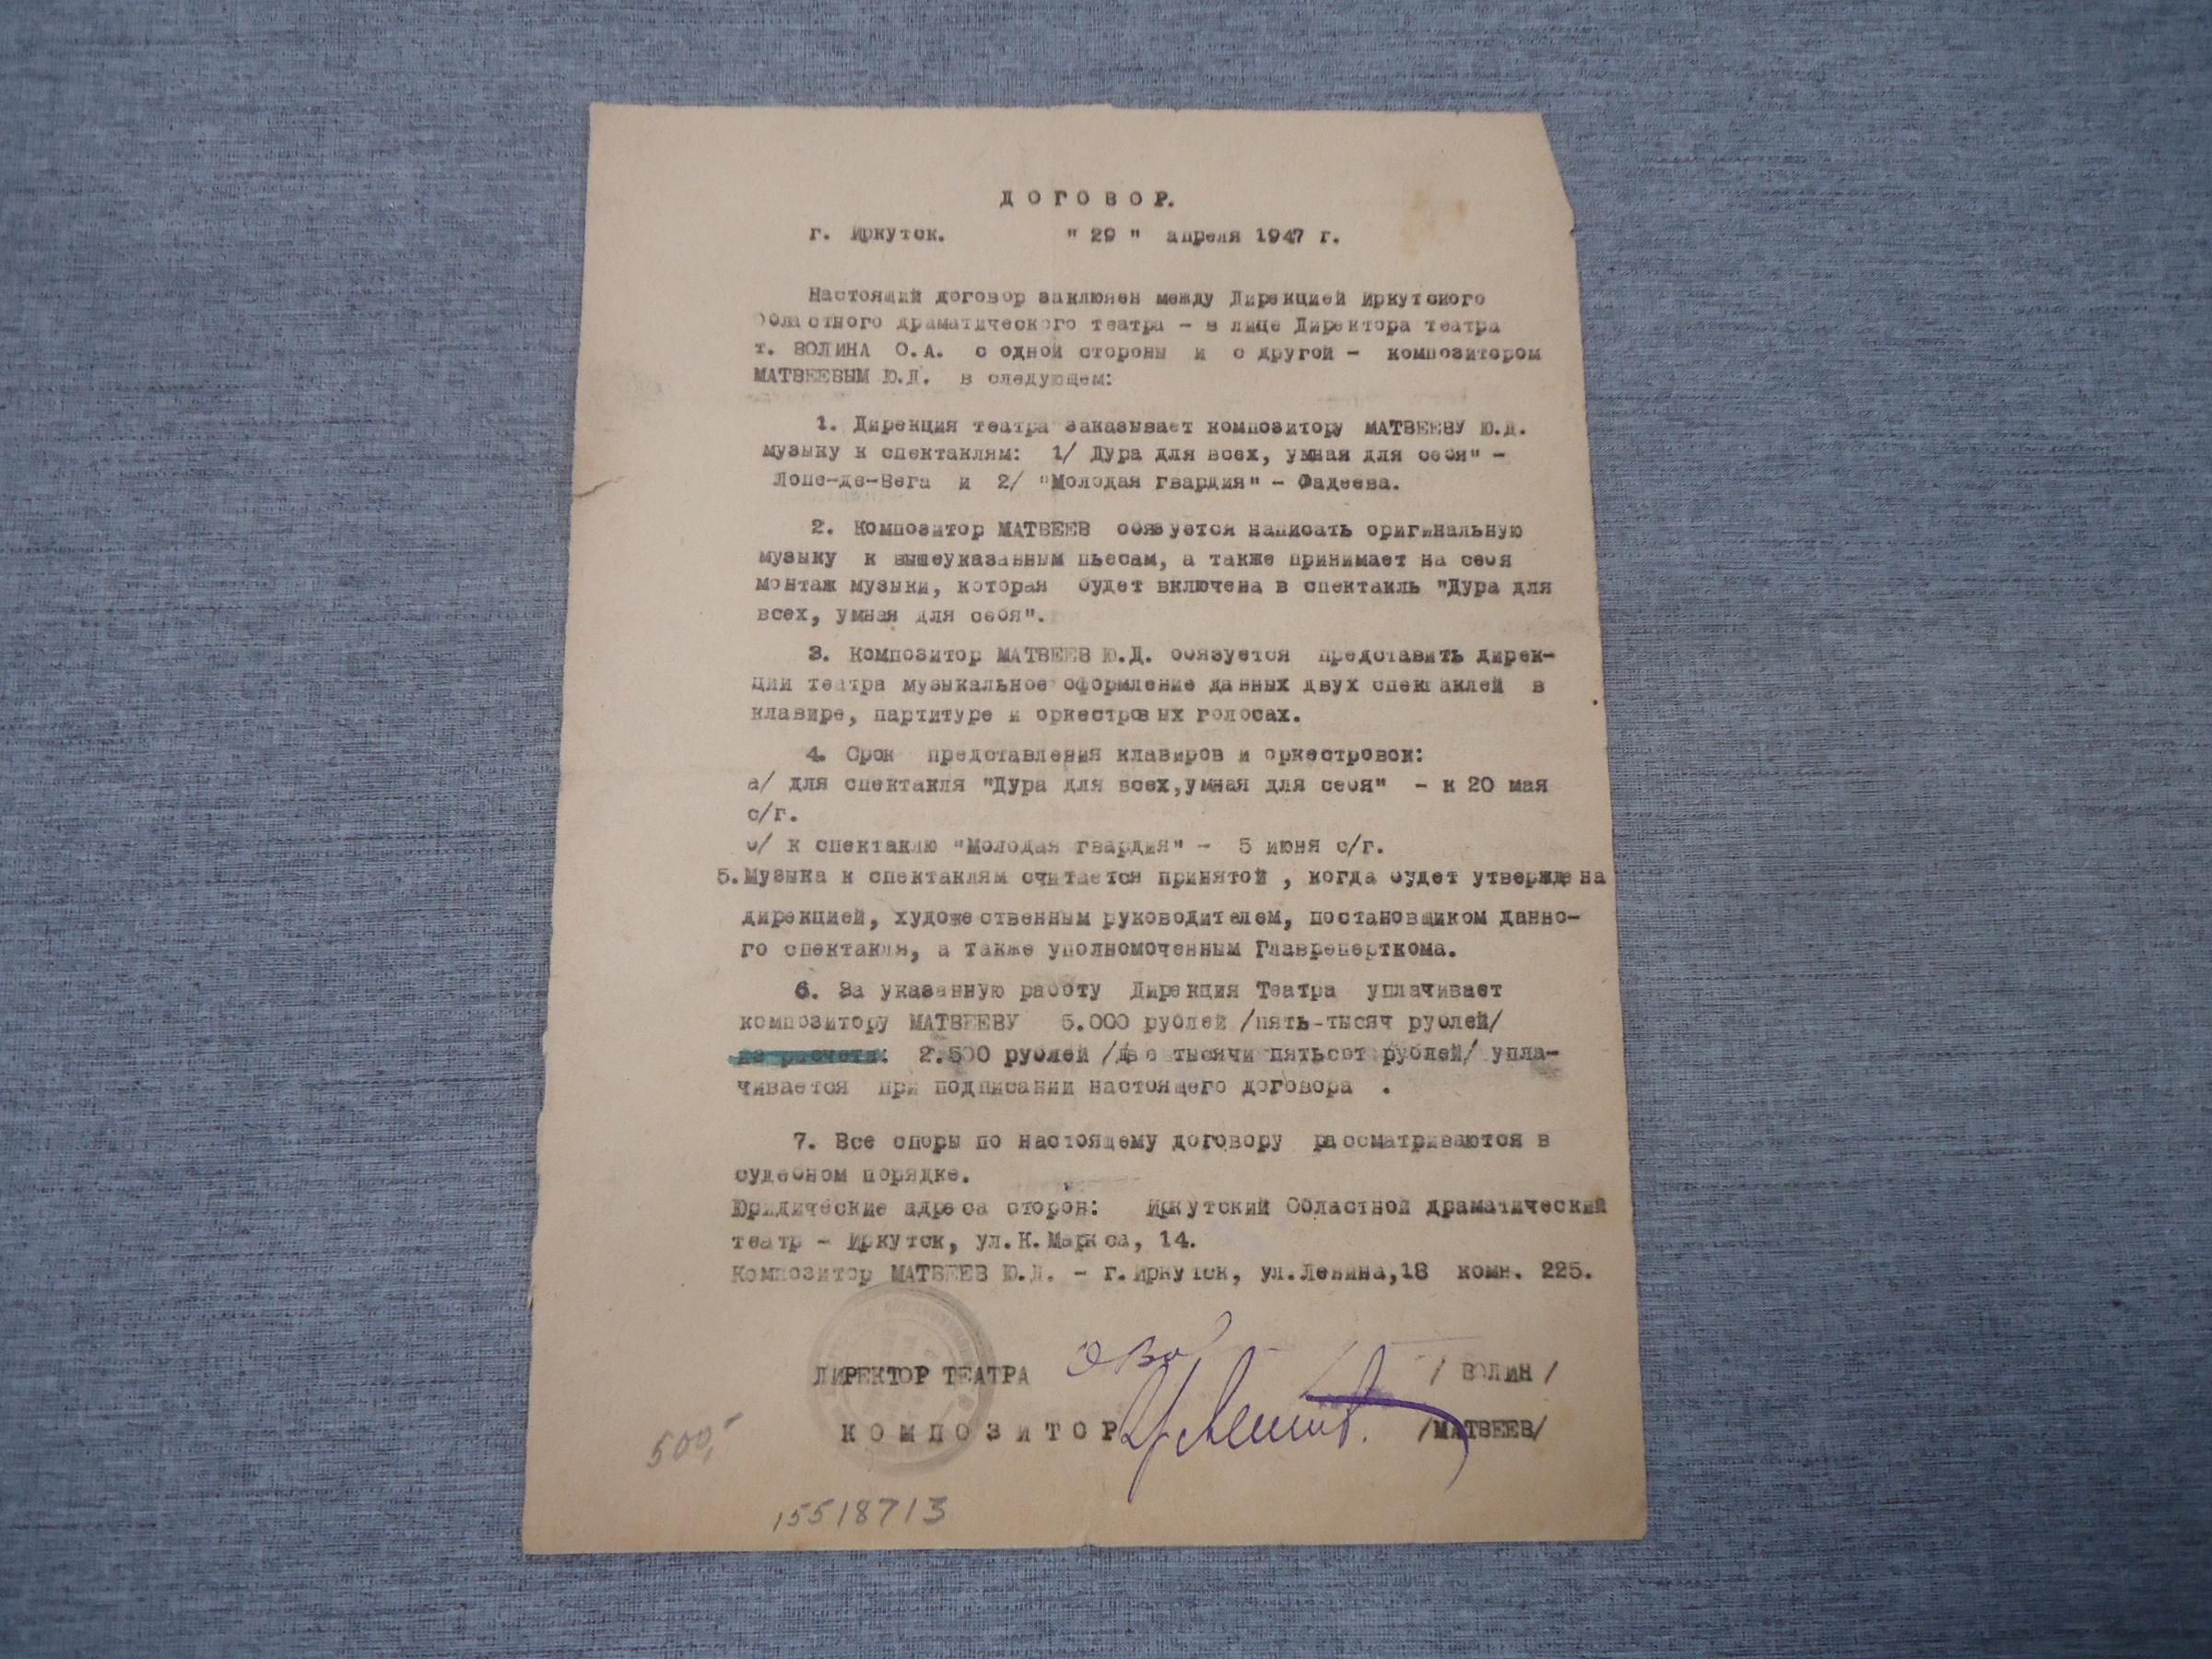 ДОГОВОР.
г. Иркутск. " 29 " апреля 1947 г.
Настоящий договор заключен между Дирекцией Иркутского
областного драматического театра - в лице Директора театра
т. ВОЛИНА О.А. с одной стороны и с другой - композитором
МАТВЕЕВЫМ Ю.Д. в следующем:
1. Дирекция театра заказывает композитору МАТВЕЕВУ Ю.Д.
музыку к спектаклям: 1/ Дура для всех, умная для себя" -
Лопе-де-Вега и 2/ "Молодая гвардия" - Фадеева.
2. Композитор МАТВЕЕВ обязуется написать оригинальную
музыку к вышеуказанным пьесам, а также принимает на себя
монтаж музыки, которая будет включена в спектакль "Дура для
всех, умная для себя".
3. Композитор МАТВЕЕВ Ю.Д. обязуется представить дирек-
ции театра музыкальное оформление данных двух спектаклей в
клавире, партитуре и оркестровых голосах.
4. Срок представления клавиров и оркестровок:
а/ для спектакля "Дура для всех,умная для себя" - к 20 мая
с/г.
б/ к спектаклю "Молодая гвардия" - 5 июня с/г.
5.Музыка к спектаклям считается принятой , когда будет утверждена
дирекцией, художественным руководителем, постановщиком данно-
го спектакля, а также уполномоченным Главреперткома.
6. За указанную работу Дирекция Театра уплачивает
композитору МАТВЕЕВУ 5.000 рублей /пять-тысяч рублей/
из расчета: 2.500 рублей /две тысячи пятьсот рублей/ упла-
чивается при подписании настоящего договора .
7. Все споры по настоящему договору рассматриваются в
судебном порядке.
Юридические адреса сторон: Иркутский Областной драматический
театр - Иркутск, ул.К.Маркса, 14.
Композитор МАТВЕЕВ Ю.Д. - г.Иркутск, ул.Ленина,18 комн. 225.
ДИРЕКТОР ТЕАТРА / ВОЛИН /
КОМПОЗИТОР /МАТВЕЕВ/
500,-
15518713